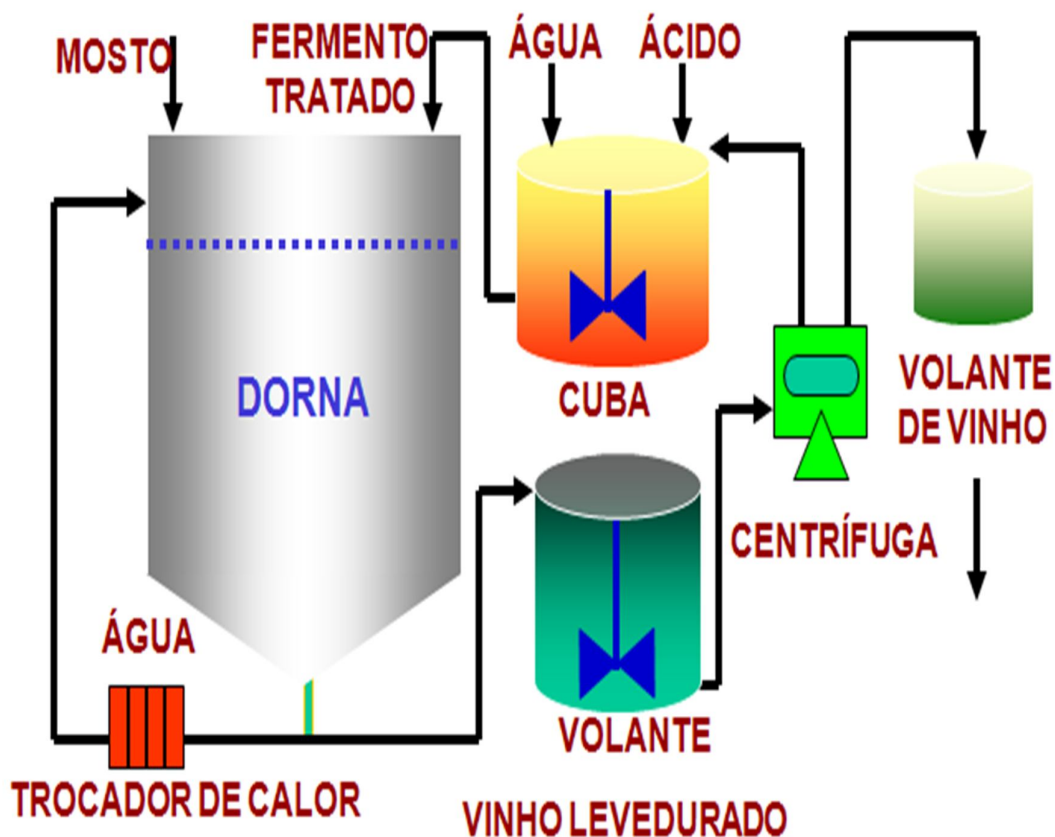 MOSTO
FERMENTO
TRATADO
ÁGUA
ÁCIDO
DORNA
CUBA
VOLANTE
DE VINHO
CENTRÍFUGA
ÁGUA
VOLANTE
TROCADOR DE CALOR
VINHO LEVEDURADO